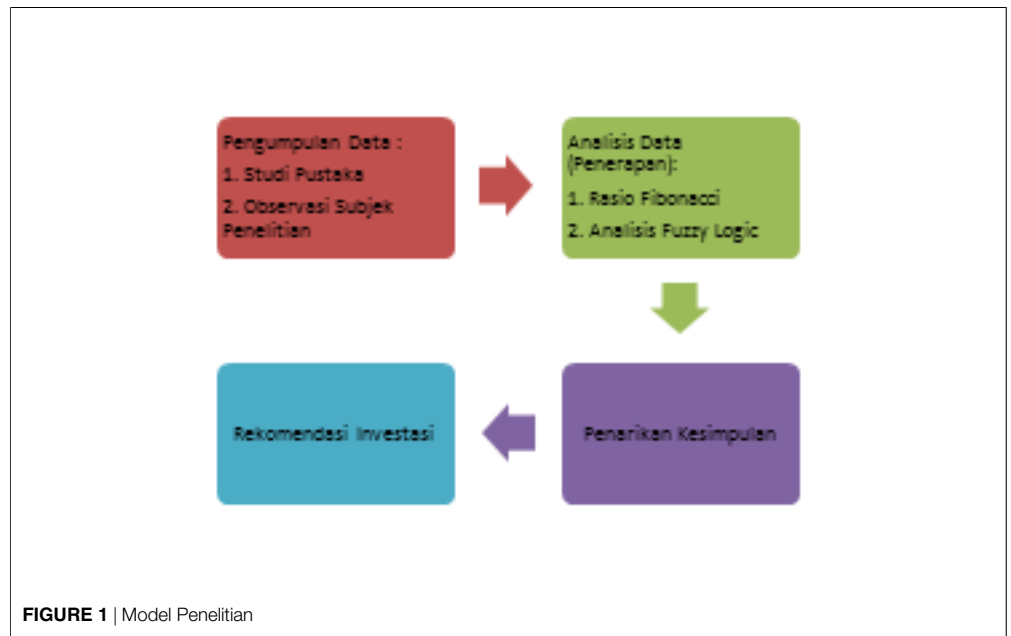 Pengumpulan Data :
1. Studi Pustaka
2. Observasi Subjek
Penelitian
Analisis Data
(Penerapan):
1. Rasio Fibonacci
2. Analisis Fuzzy Logic
Penarikan Kesimpulan
Rekomendasi Investasi
FIGURE 1 | Model Penelitian